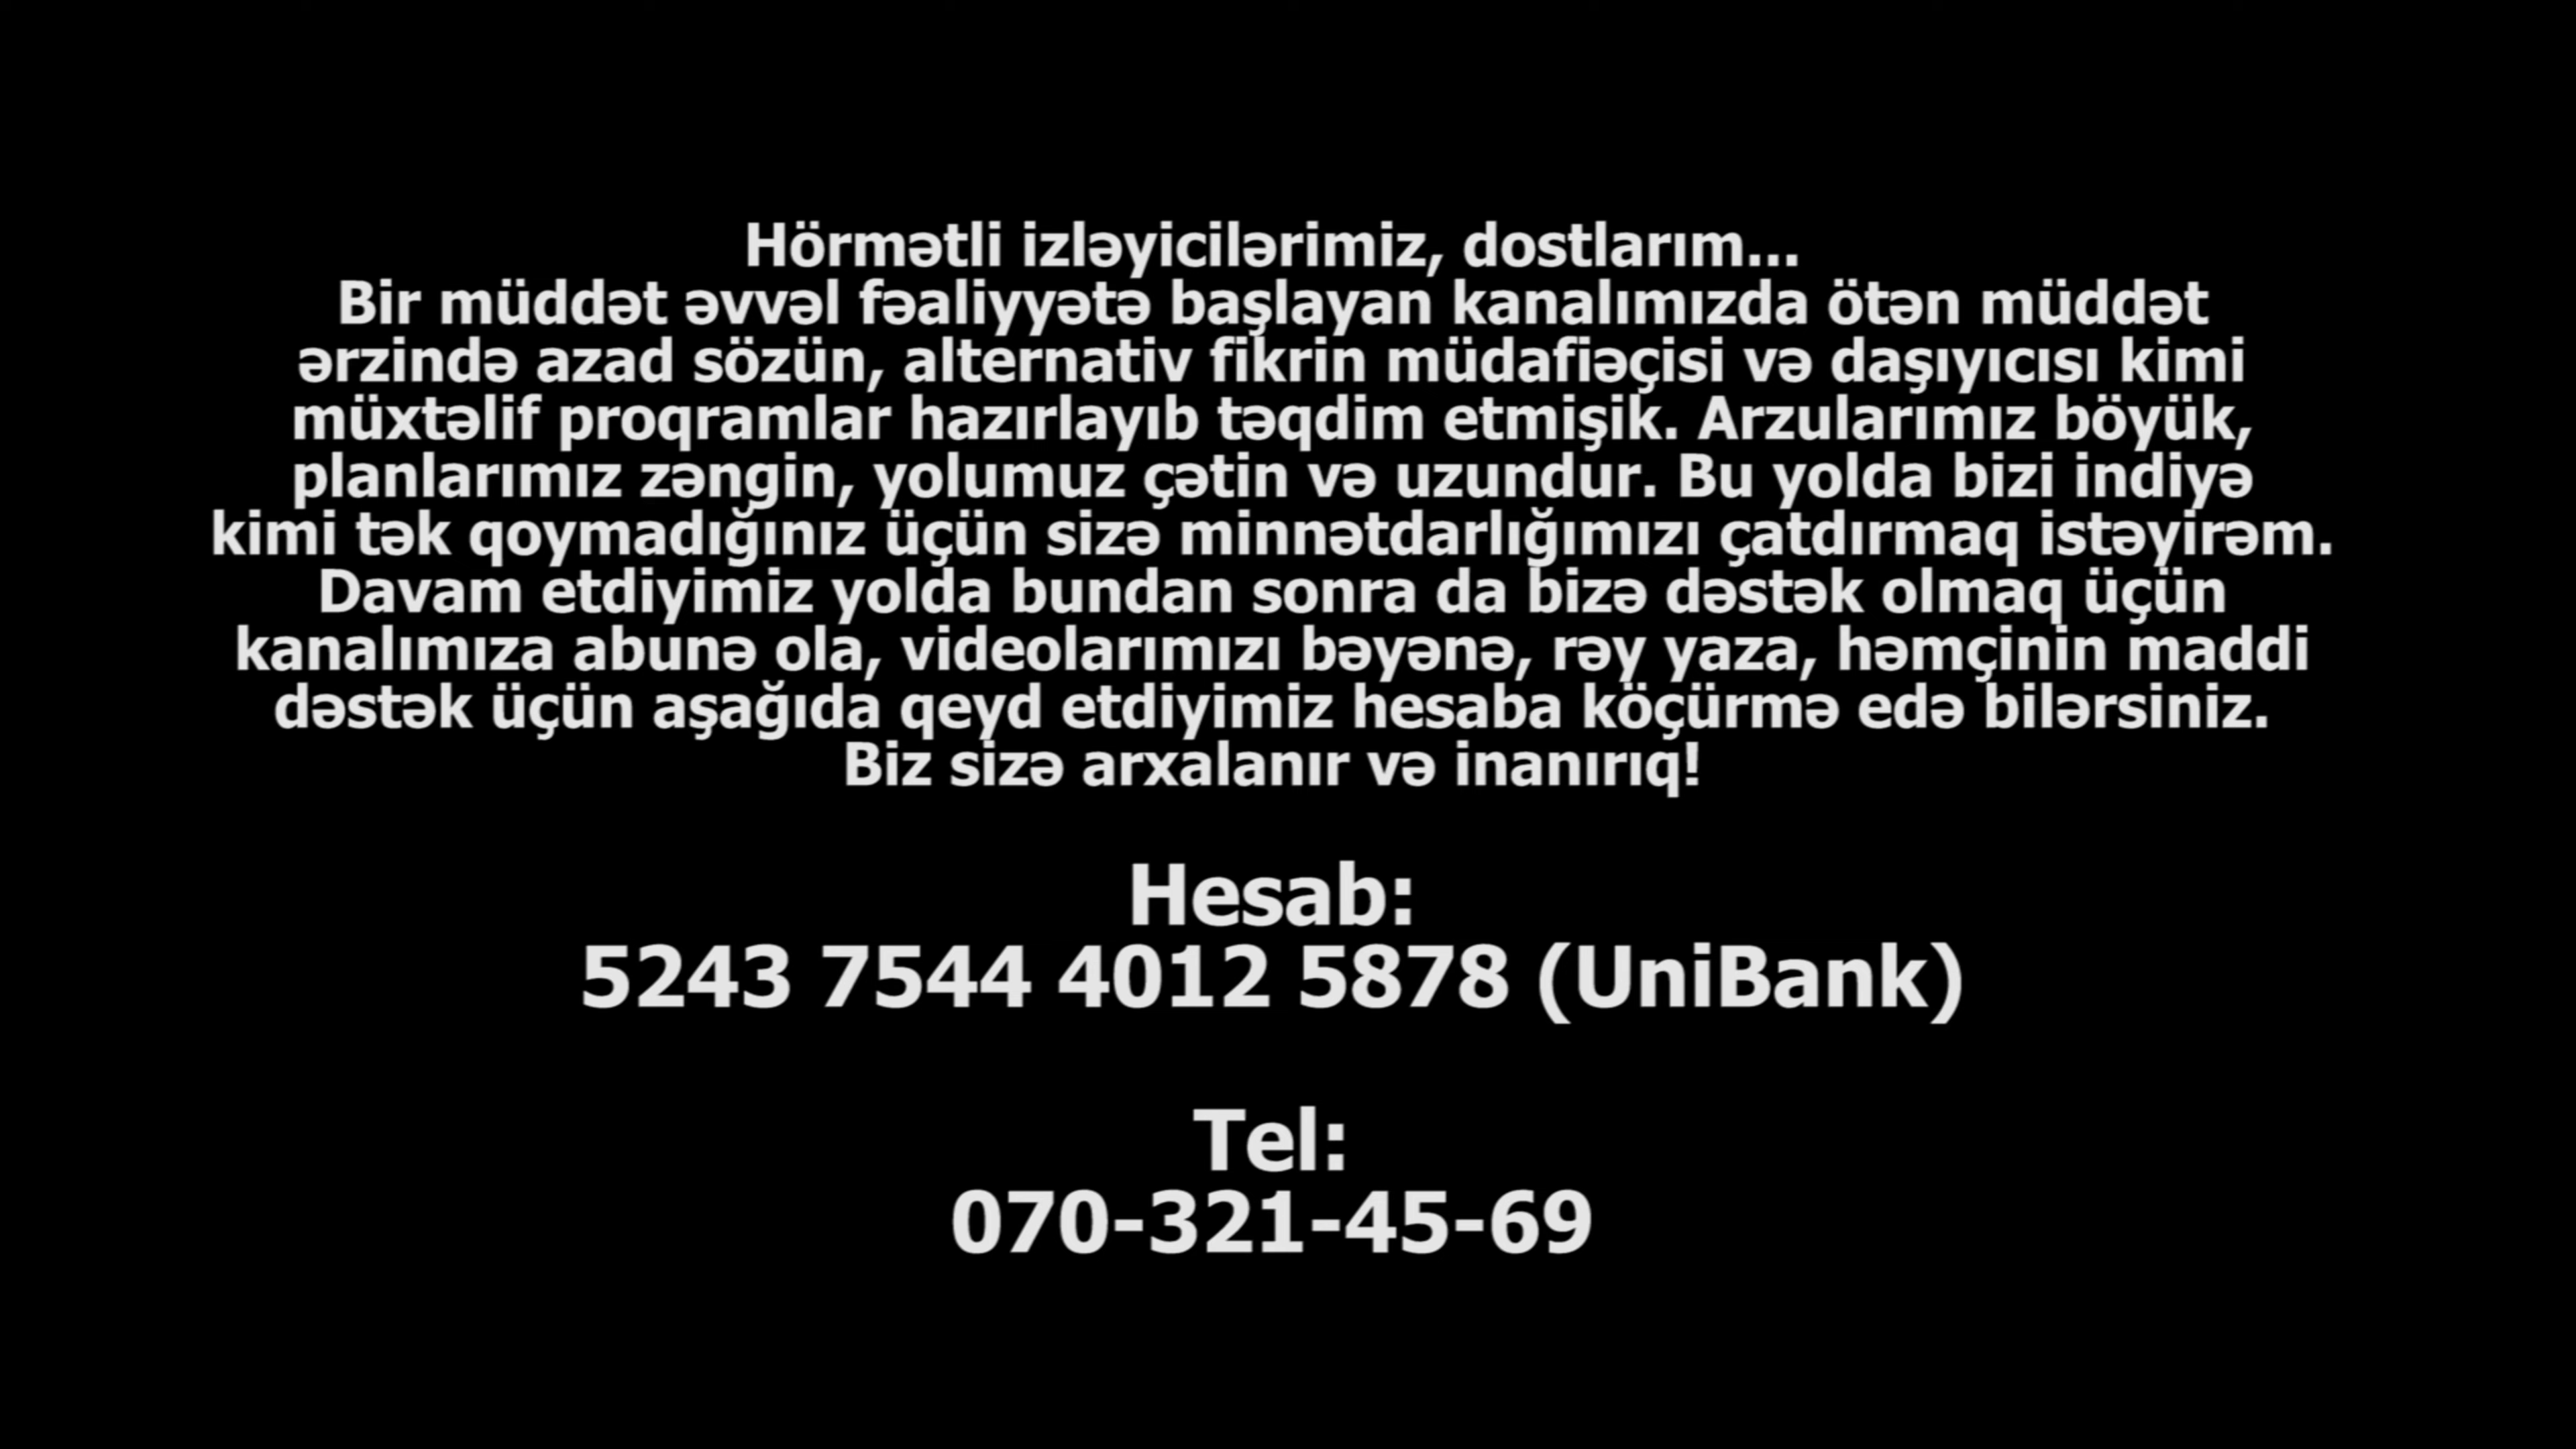 Hörmətli izləyicilərimiz, dostlarım...
Bir müddət əvvəl fəaliyyətə başlayan kanalımızda ötən müddət
ərzində azad sözün, alternativ fikrin müdafiəçisi və daşıyıcısı kimi
müxtəlif proqramlar hazırlayıb təqdim etmişik. Arzularımız böyük,
planlarımız zəngin, yolumuz çətin və uzundur. Bu yolda bizi indiyə
kimi tək qoymadığınız üçün sizə minnətdarlığımızı çatdırmaq istəyirəm.
Davam etdiyimiz yolda bundan sonra da bizə dəstək olmaq üçün
kanalımıza abunə ola, videolarımızı bəyənə, rəy yaza, həmçinin maddi
dəstək üçün aşağıda qeyd etdiyimiz hesaba köçürmə edə bilərsiniz.
Biz sizə arxalanır və inanırıq!
Hesab:
5243 7544 4012 5878 (UniBank)
Tel:
070-321-45-69